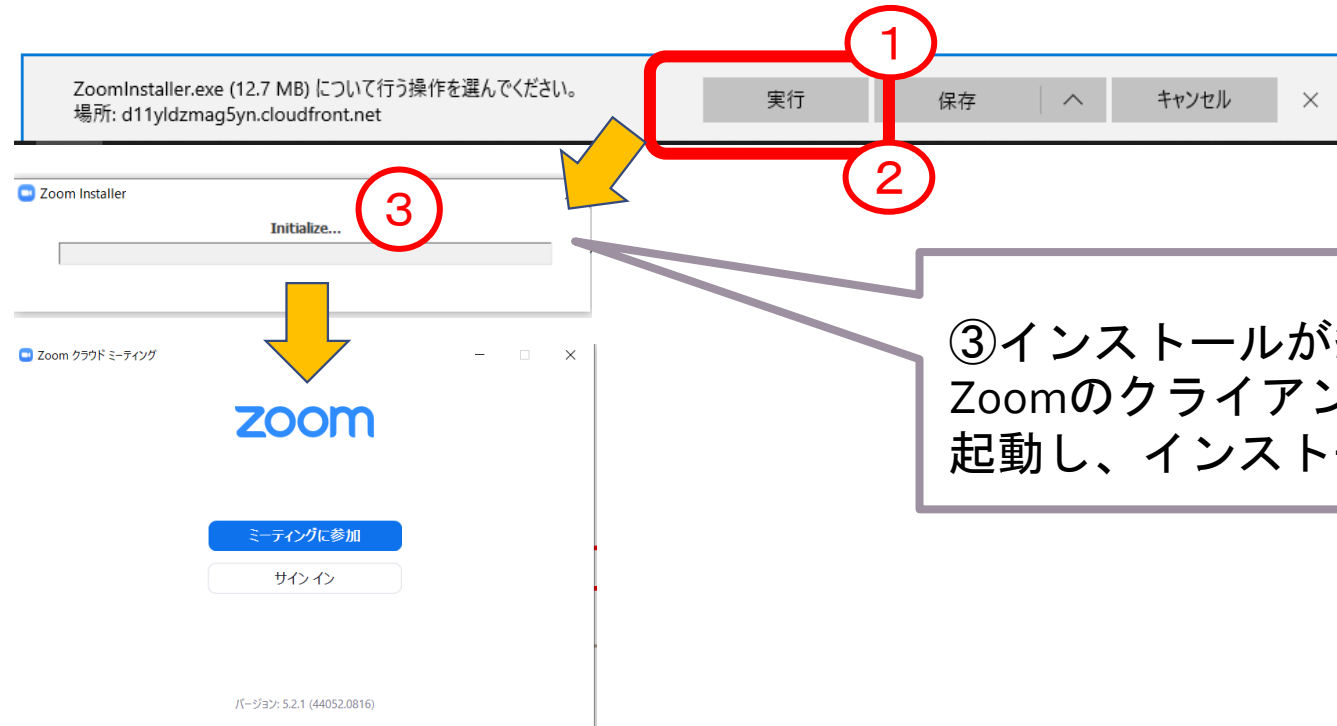 ①
ZoomInstaller.exe (12.7 MB) について行う操作を選んでください。
場所: d11yldzmag5yn.cloudfront.net
実行
保存
キャンセル
②
Zoom Installer
③
Initialize...
③インストールが
Zoomのクライアン
起動し、インスト
Zoom クラウド ミーティング
zoom
ミーティングに参加
サイン イン
バージョン: 5.2.1 (44052.0816)